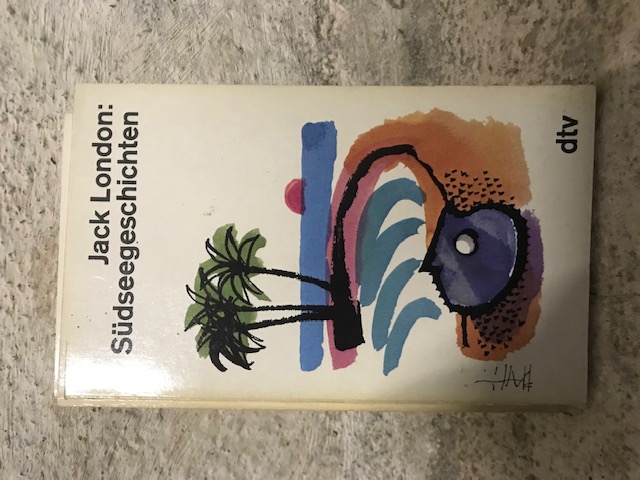 Jack London:
Südseegeschichten
dtv